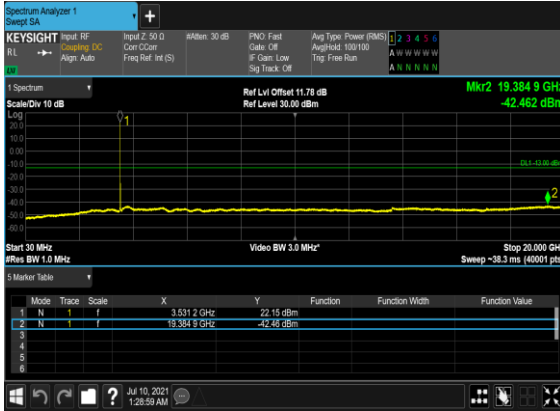 Spectrum Analyzer 1
Swept SA
+
KEYSIGHT Input: RF Input Z: 50 Ω #Atten: 30 dB PNO: Fast Avg Type: Power (RMS) 1 2 3 4 5 6
RL Coupling: DC Corr CCorr Gate: Off Avg|Hold: 100/100 A W W W W W
Align: Auto Freq Ref: Int (S) IF Gain: Low Trig: Free Run
Sig Track: Off A N N N N N
1 Spectrum Ref Lvl Offset 11.78 dB Mkr2 19.384 9 GHz
Scale/Div 10 dB Ref Level 30.00 dBm -42.462 dBm
Log
20.0
10.0
0.00
-10.0
-20.0
-30.0
-40.0
-50.0
-60.0
1
DL1 -13.00 dBm
2
Start 30 MHz Video BW 3.0 MHz* Stop 20.000 GH
#Res BW 1.0 MHz Sweep ~38.3 ms (40001 pts
5 Marker Table
Mode Trace Scale X Y Function Function Width Function Value
1 N 1 f 3.531 2 GHz 22.15 dBm
2 N 1 f 19.384 9 GHz -42.46 dBm
3
4
5
6
? Jul 10, 2021
1:28:59 AM